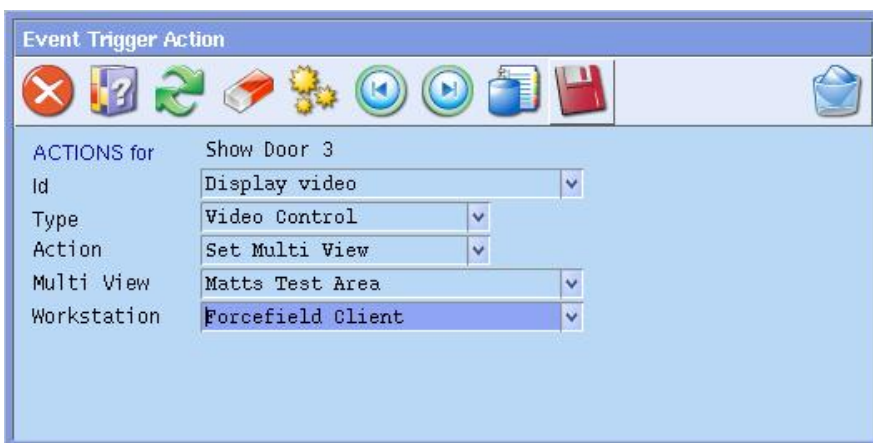 Event Trigger Action
ACTIONS for Show Door 3
Id Display video
Type Video Control
Action Set Multi View
Multi View Matts Test Area
Workstation Forcefield Client